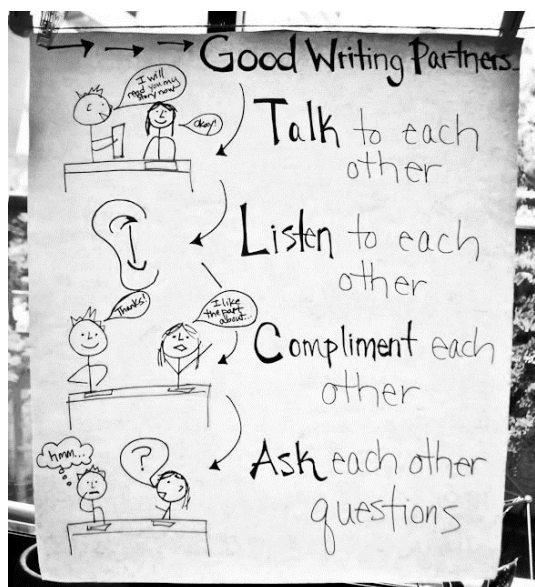 Good Writing Partners...
I will
read you my
story now
Okay!
Talk to each
other
Listen to each
other
Thanks!
I like
the part
about...
Compliment each
other
hmm...
?
Ask each other
questions